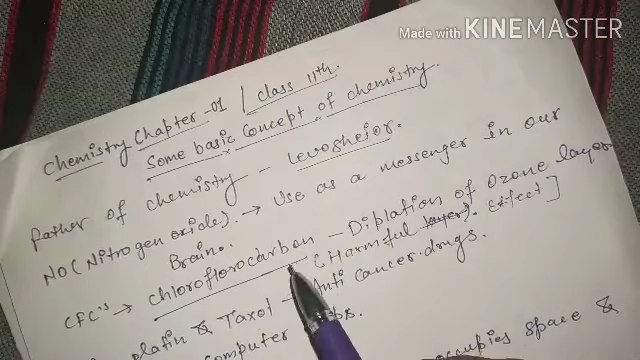 Made with KINEMASTER
Chemistry Chapter-01 / Class 11th.
Some basic Concept of chemistry.
Father of chemistry - Levosheior.
NO (Nitrogen oxide). → Use as a messenger in our
Brain.
CFC's → chloroflorocarbon - Diplation of Ozone layer
(Harmful layer). Effect]
platin & Taxol - Anti cancer drugs.
computer
occupies space &